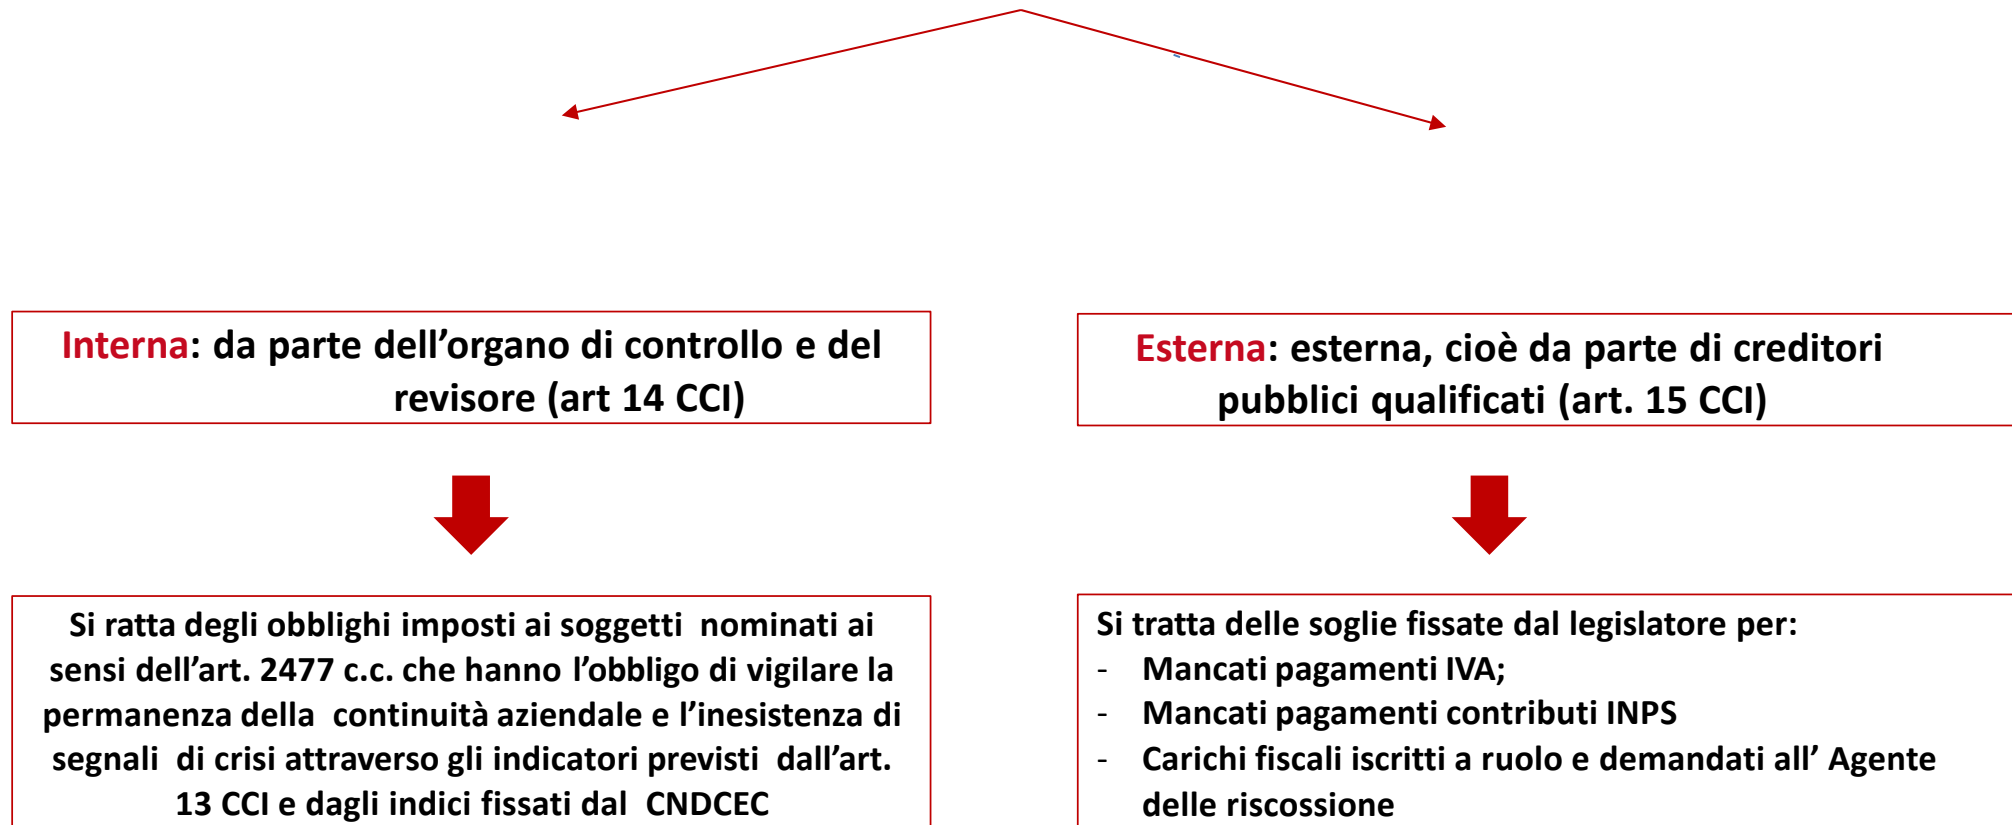 Interna: da parte dell’organo di controllo e del
revisore (art 14 CCI)
Si ratta degli obblighi imposti ai soggetti nominati ai
sensi dell’art. 2477 c.c. che hanno l’obbligo di vigilare la
permanenza della continuità aziendale e l’inesistenza di
segnali di crisi attraverso gli indicatori previsti dall’art.
13 CCI e dagli indici fissati dal CNDCEC
Esterna: esterna, cioè da parte di creditori
pubblici qualificati (art. 15 CCI)
Si tratta delle soglie fissate dal legislatore per:
- Mancati pagamenti IVA;
- Mancati pagamenti contributi INPS
- Carichi fiscali iscritti a ruolo e demandati all’ Agente
delle riscossione